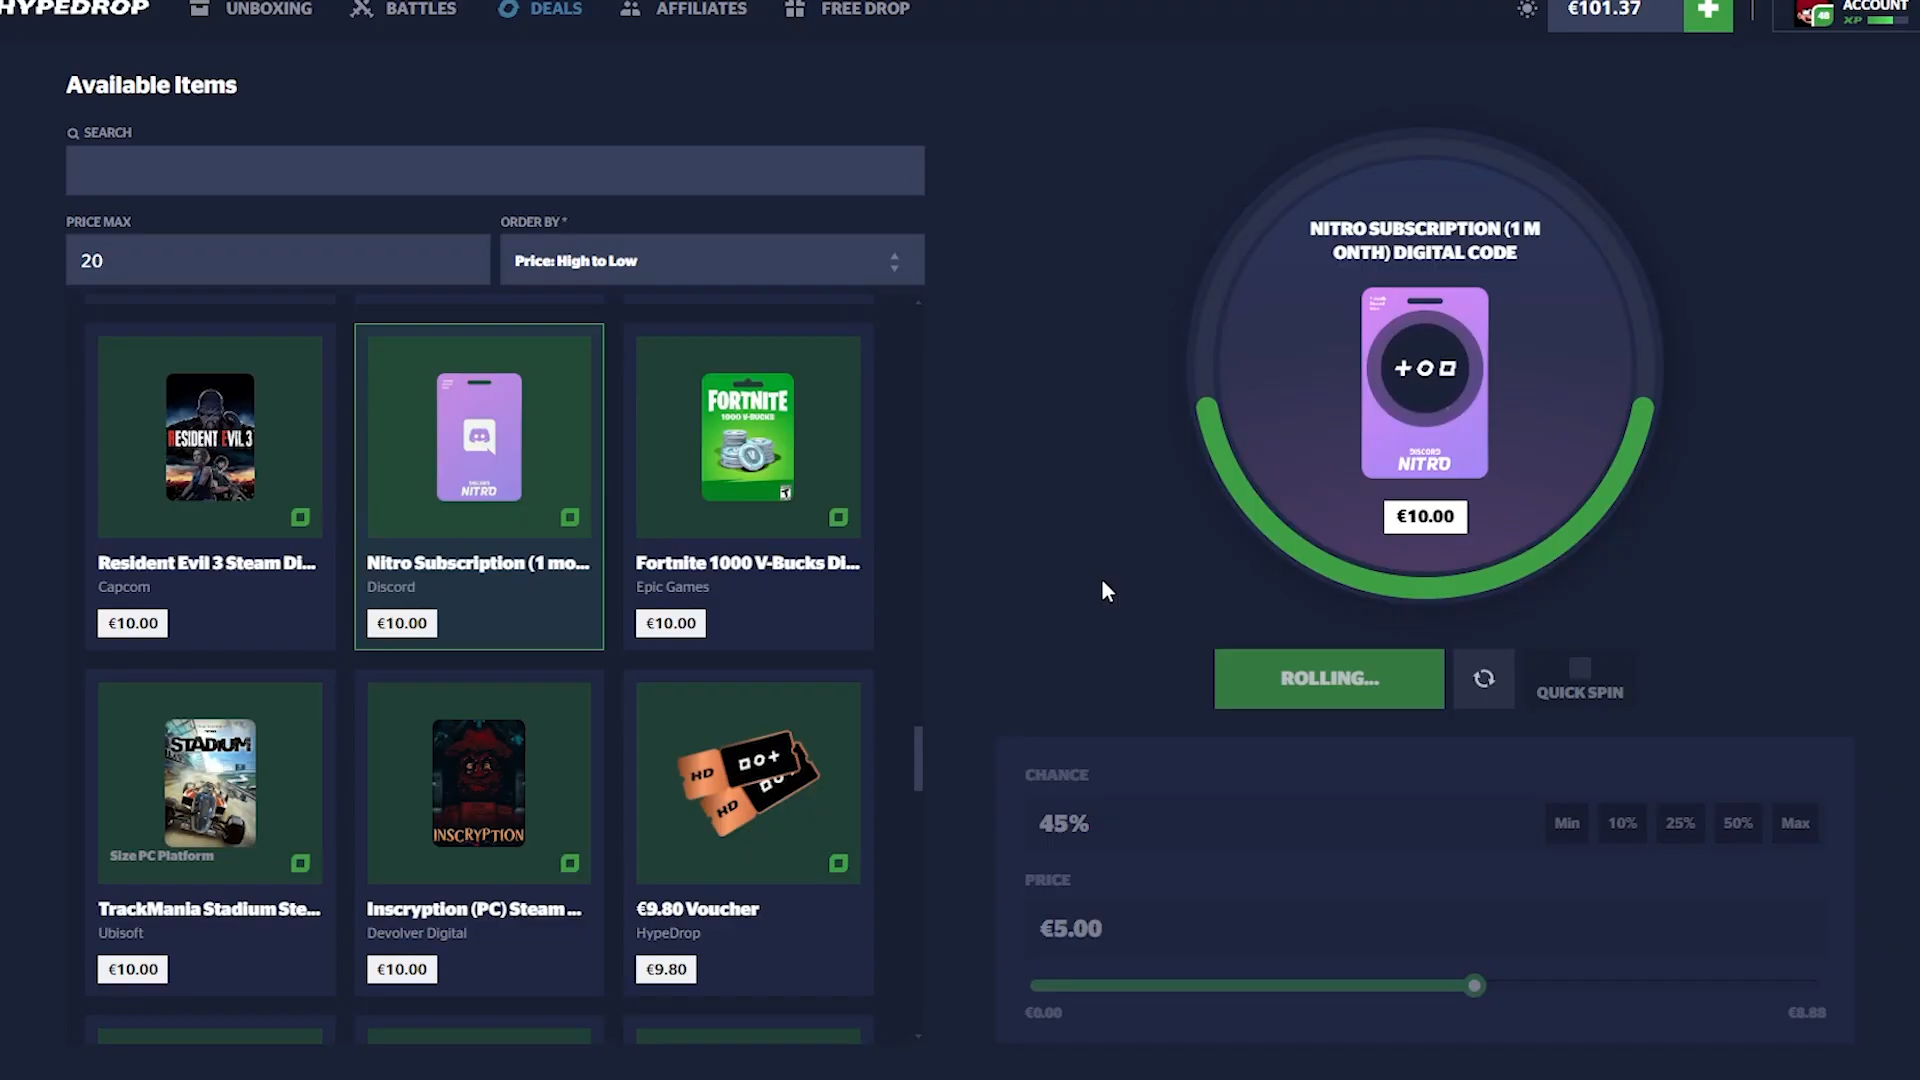 HYPEDROP
UNBOXING
BATTLES
DEALS
AFFILIATES
FREE DROP
€101.37
48
ACCOUNT
XP
Available Items
SEARCH
PRICE MAX
20
ORDER BY *
Price: High to Low
RESIDENT EVIL 3
Resident Evil 3 Steam Di...
Capcom
€10.00
DISCORD
NITRO
Nitro Subscription (1 mo...
Discord
€10.00
FORTNITE
1000 V-BUCKS
Fortnite 1000 V-Bucks Di...
Epic Games
€10.00
STADIUM
Size PC Platform
TrackMania Stadium Ste...
Ubisoft
€10.00
INSCRYPTION
Inscryption (PC) Steam ...
Devolver Digital
€10.00
HD
HD
€9.80 Voucher
HypeDrop
€9.80
NITRO SUBSCRIPTION (1 M
ONTH) DIGITAL CODE
DISCORD
NITRO
€10.00
ROLLING...
QUICK SPIN
CHANCE
45%
Min
10%
25%
50%
Max
PRICE
€5.00
€0.00
€8.88